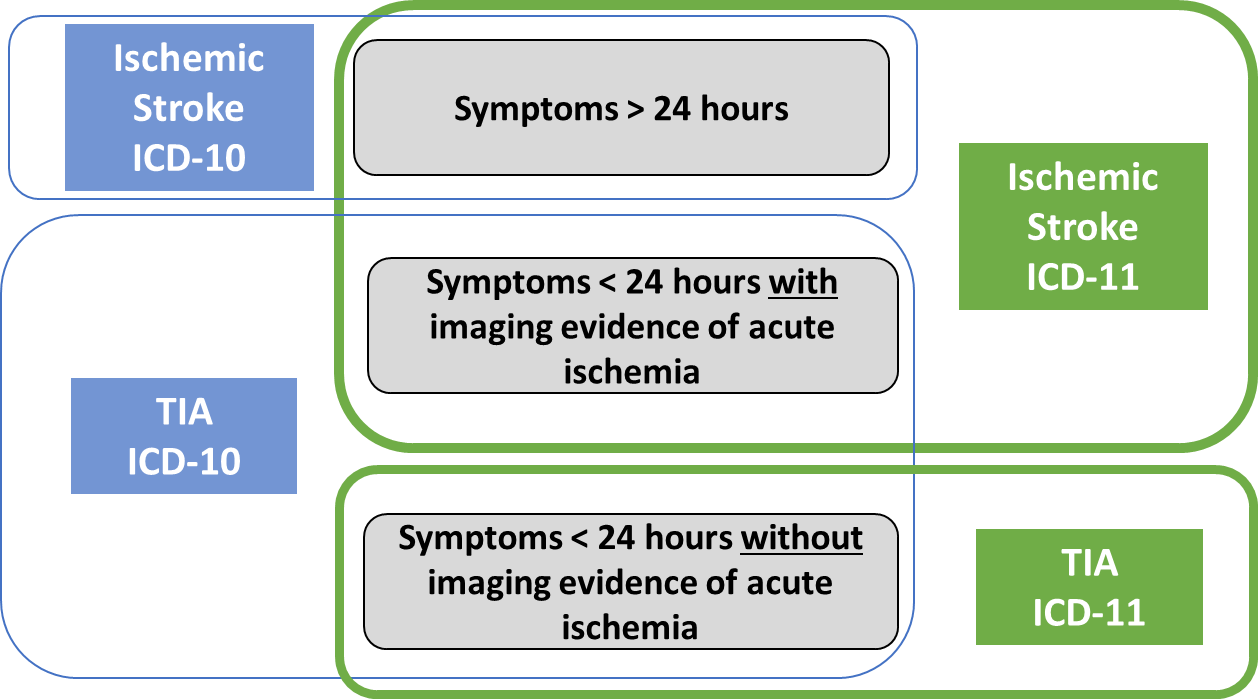 Ischemic
Stroke
ICD-10
Symptoms > 24 hours
Ischemic
Stroke
ICD-11
Symptoms < 24 hours with
imaging evidence of acute
ischemia
TIA
ICD-10
Symptoms < 24 hours without
imaging evidence of acute
ischemia
TIA
ICD-11